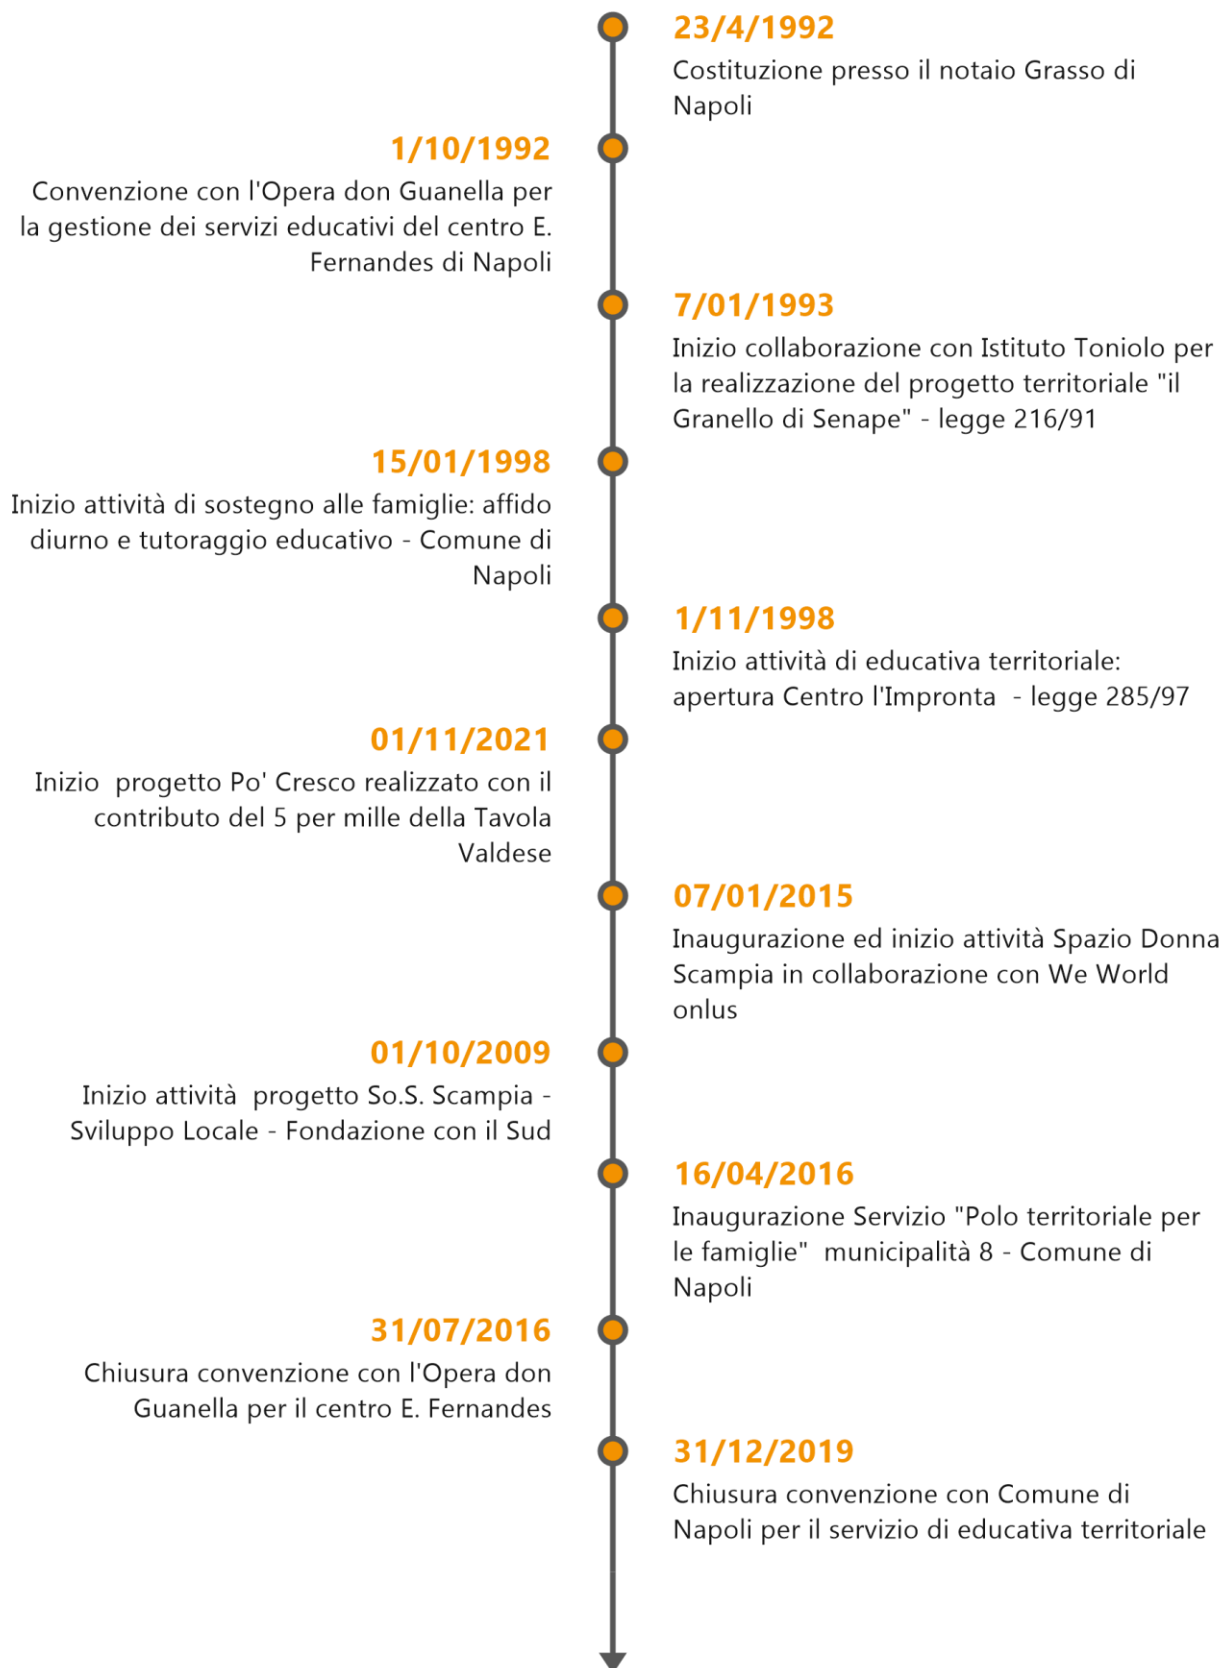 23/4/1992
Costituzione presso il notaio Grasso di
Napoli
1/10/1992
Convenzione con l'Opera don Guanella per
la gestione dei servizi educativi del centro E.
Fernandes di Napoli
7/01/1993
Inizio collaborazione con Istituto Toniolo per
la realizzazione del progetto territoriale "il
Granello di Senape" - legge 216/91
15/01/1998
Inizio attività di sostegno alle famiglie: affido
diurno e tutoraggio educativo - Comune di
Napoli
1/11/1998
Inizio attività di educativa territoriale:
apertura Centro l'Impronta  - legge 285/97
01/11/2021
Inizio  progetto Po' Cresco realizzato con il
contributo del 5 per mille della Tavola
Valdese
07/01/2015
Inaugurazione ed inizio attività Spazio Donna
Scampia in collaborazione con We World
onlus
01/10/2009
Inizio attività  progetto So.S. Scampia -
Sviluppo Locale - Fondazione con il Sud
16/04/2016
Inaugurazione Servizio "Polo territoriale per
le famiglie"  municipalità 8 - Comune di
Napoli
31/07/2016
Chiusura convenzione con l'Opera don
Guanella per il centro E. Fernandes
31/12/2019
Chiusura convenzione con Comune di
Napoli per il servizio di educativa territoriale